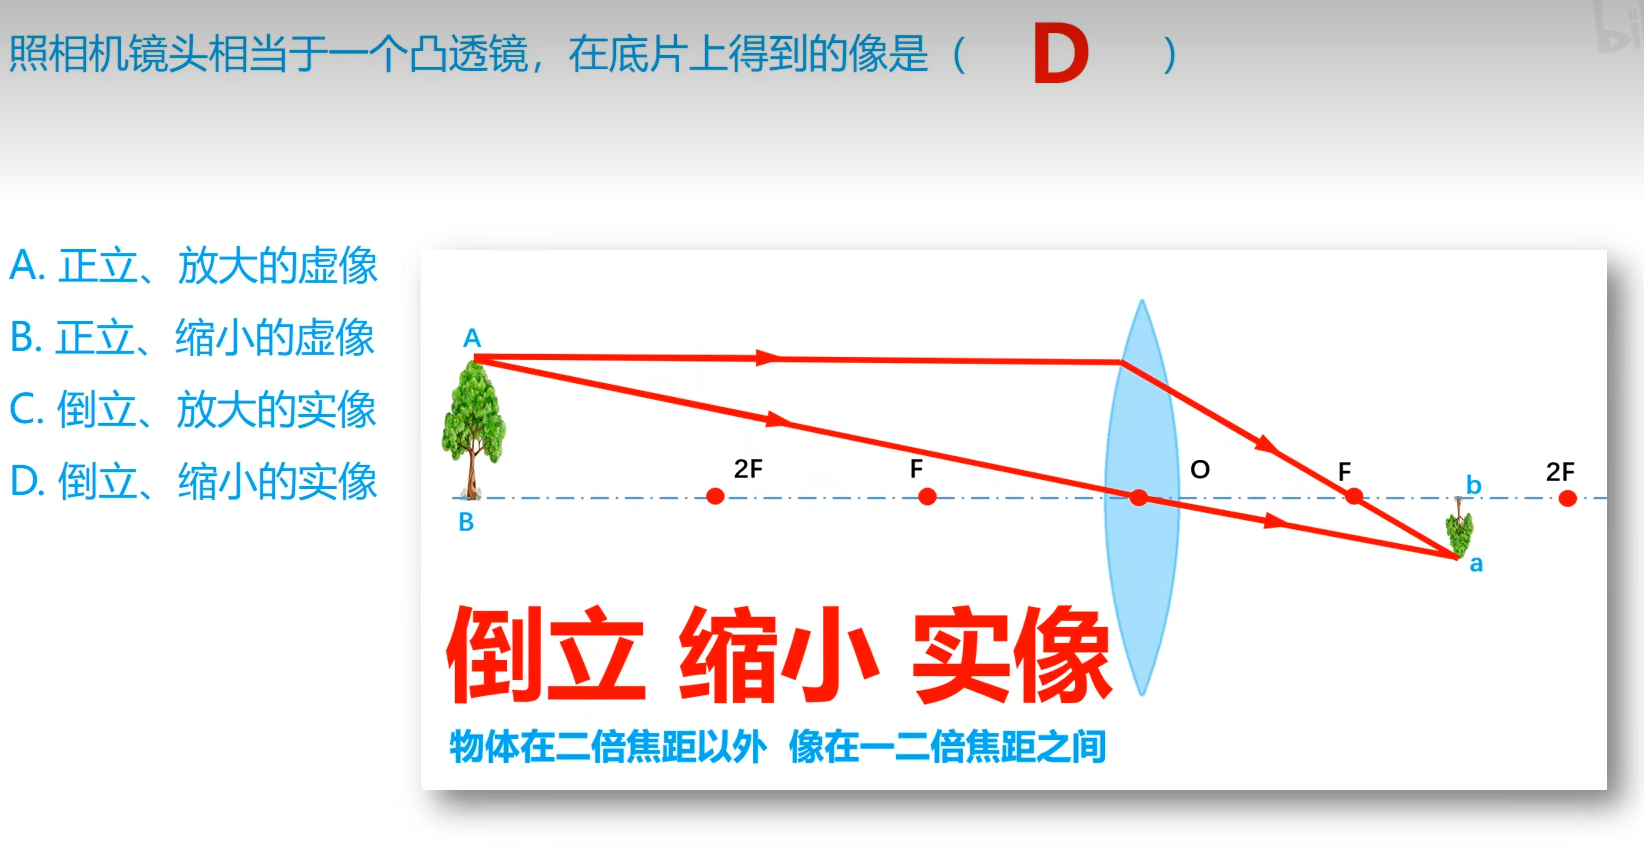 照相机镜头相当于一个凸透镜，在底片上得到的像是（ D ）
A. 正立、放大的虚像
B. 正立、缩小的虚像
C. 倒立、放大的实像
D. 倒立、缩小的实像
A
2F F O F b 2F
B
a
倒立 缩小 实像
物体在二倍焦距以外 像在一二倍焦距之间